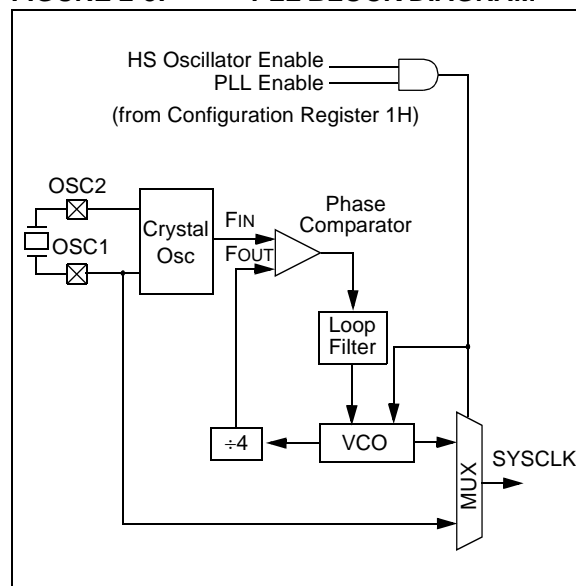 HS Oscillator Enable
PLL Enable
(from Configuration Register 1H)
OSC2
OSC1
Crystal
Osc
FIN
FOUT
Phase
Comparator
Loop
Filter
÷4
VCO
MUX
SYSCLK